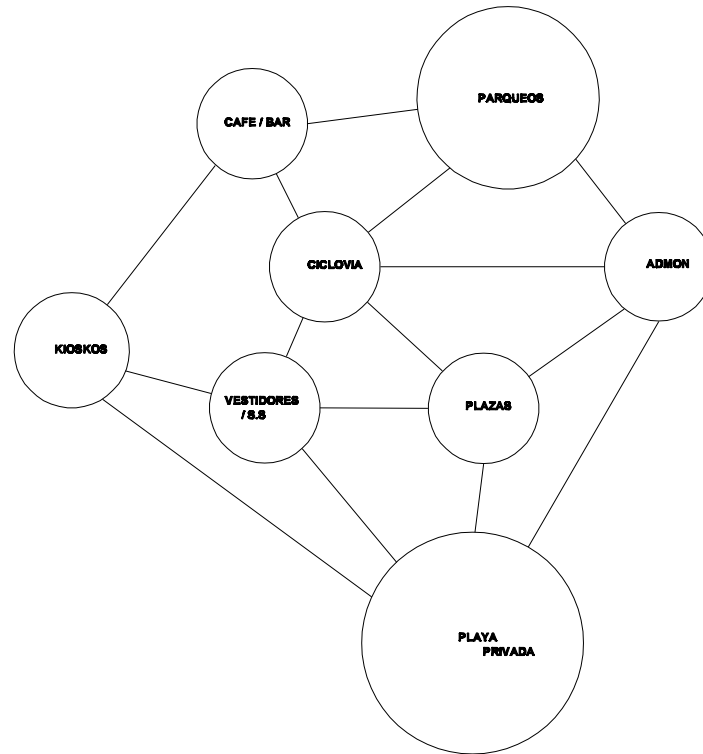 PARQUEOS
CAFE / BAR
CICLOVIA
ADMON
KIOSKOS
VESTIDORES
/ S.S
PLAZAS
PLAYA
PRIVADA